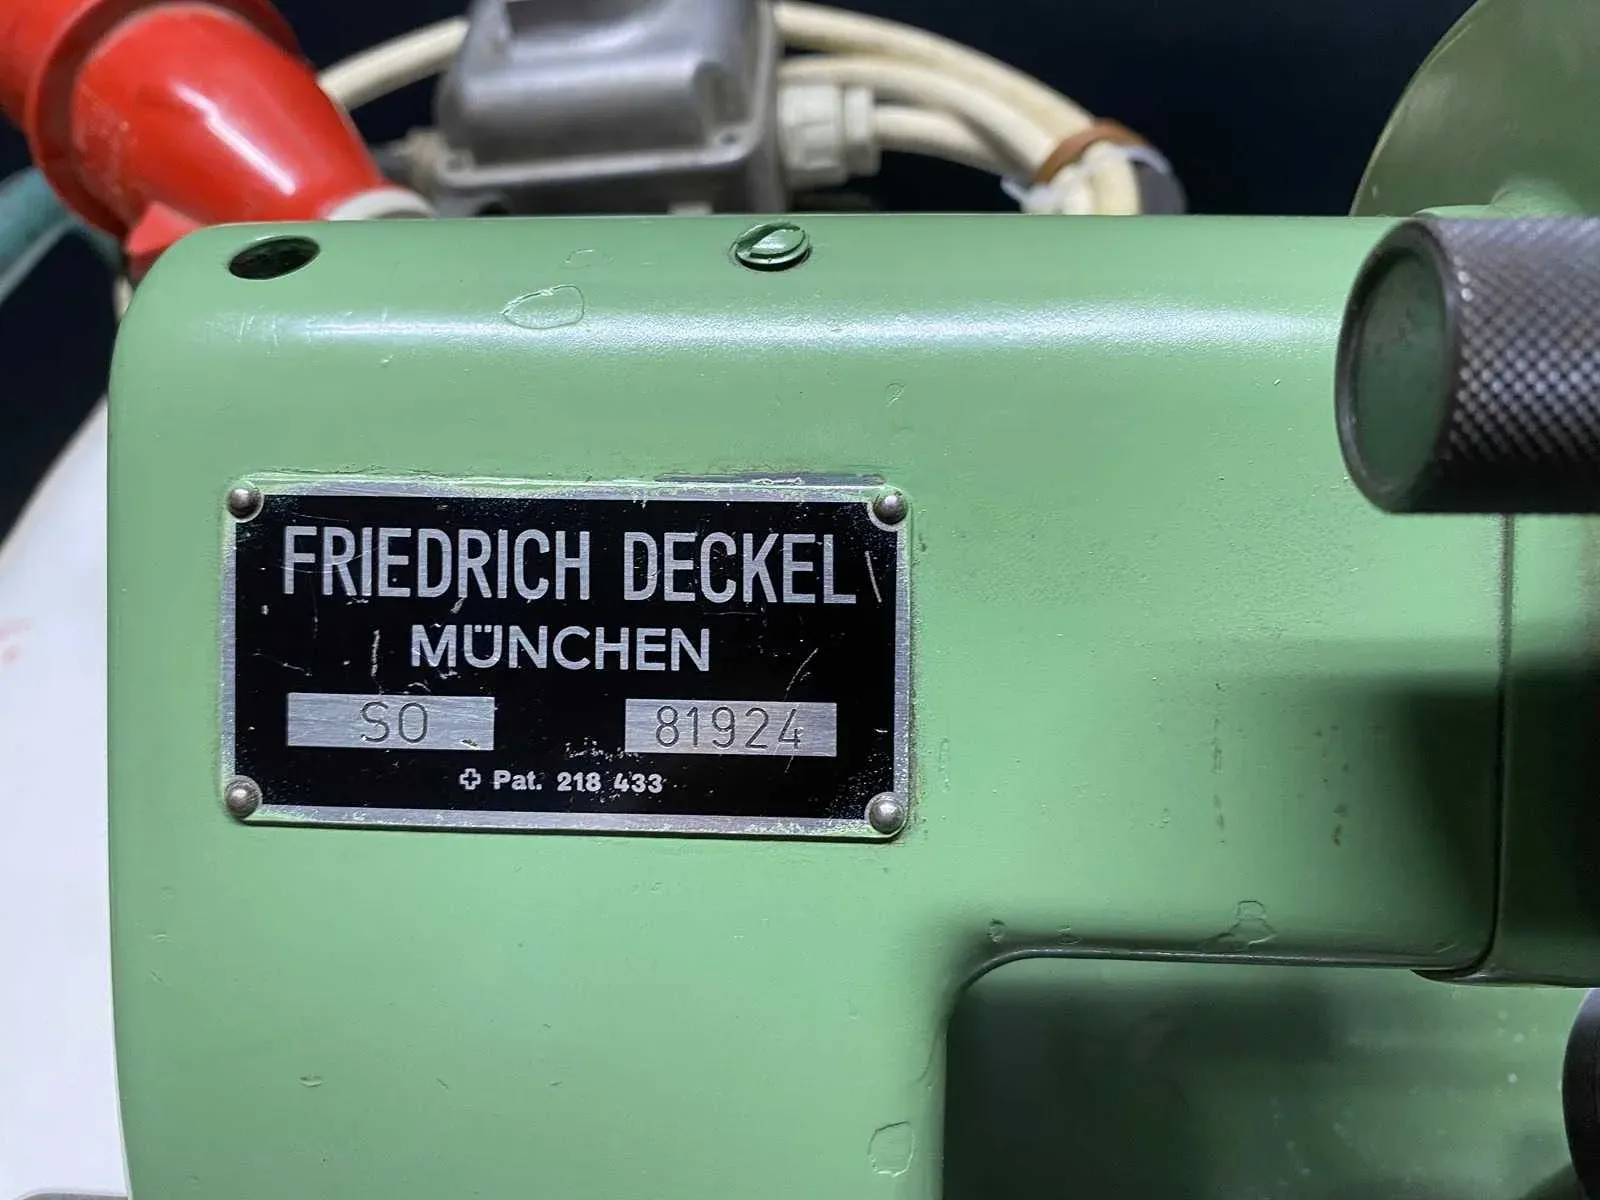 FRIEDRICH DECKEL
MÜNCHEN
SO 81924
✚ Pat. 218 433